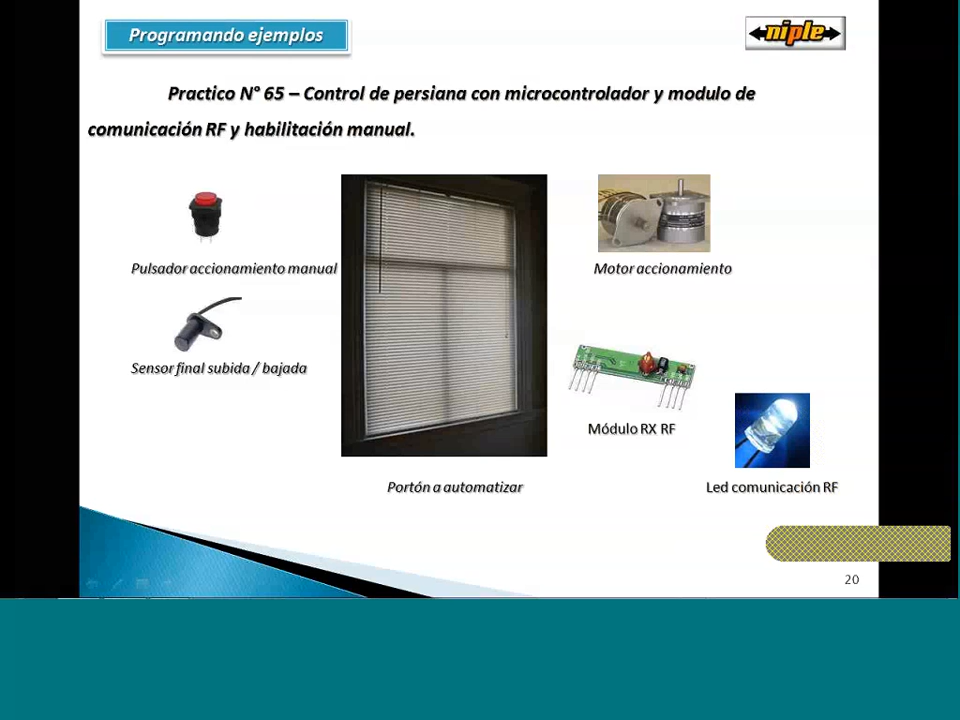 Programando ejemplos
niple
Practico N° 65 – Control de persiana con microcontrolador y modulo de
comunicación RF y habilitación manual.
Pulsador accionamiento manual
Motor accionamiento
Sensor final subida / bajada
Módulo RX RF
Portón a automatizar
Led comunicación RF
20